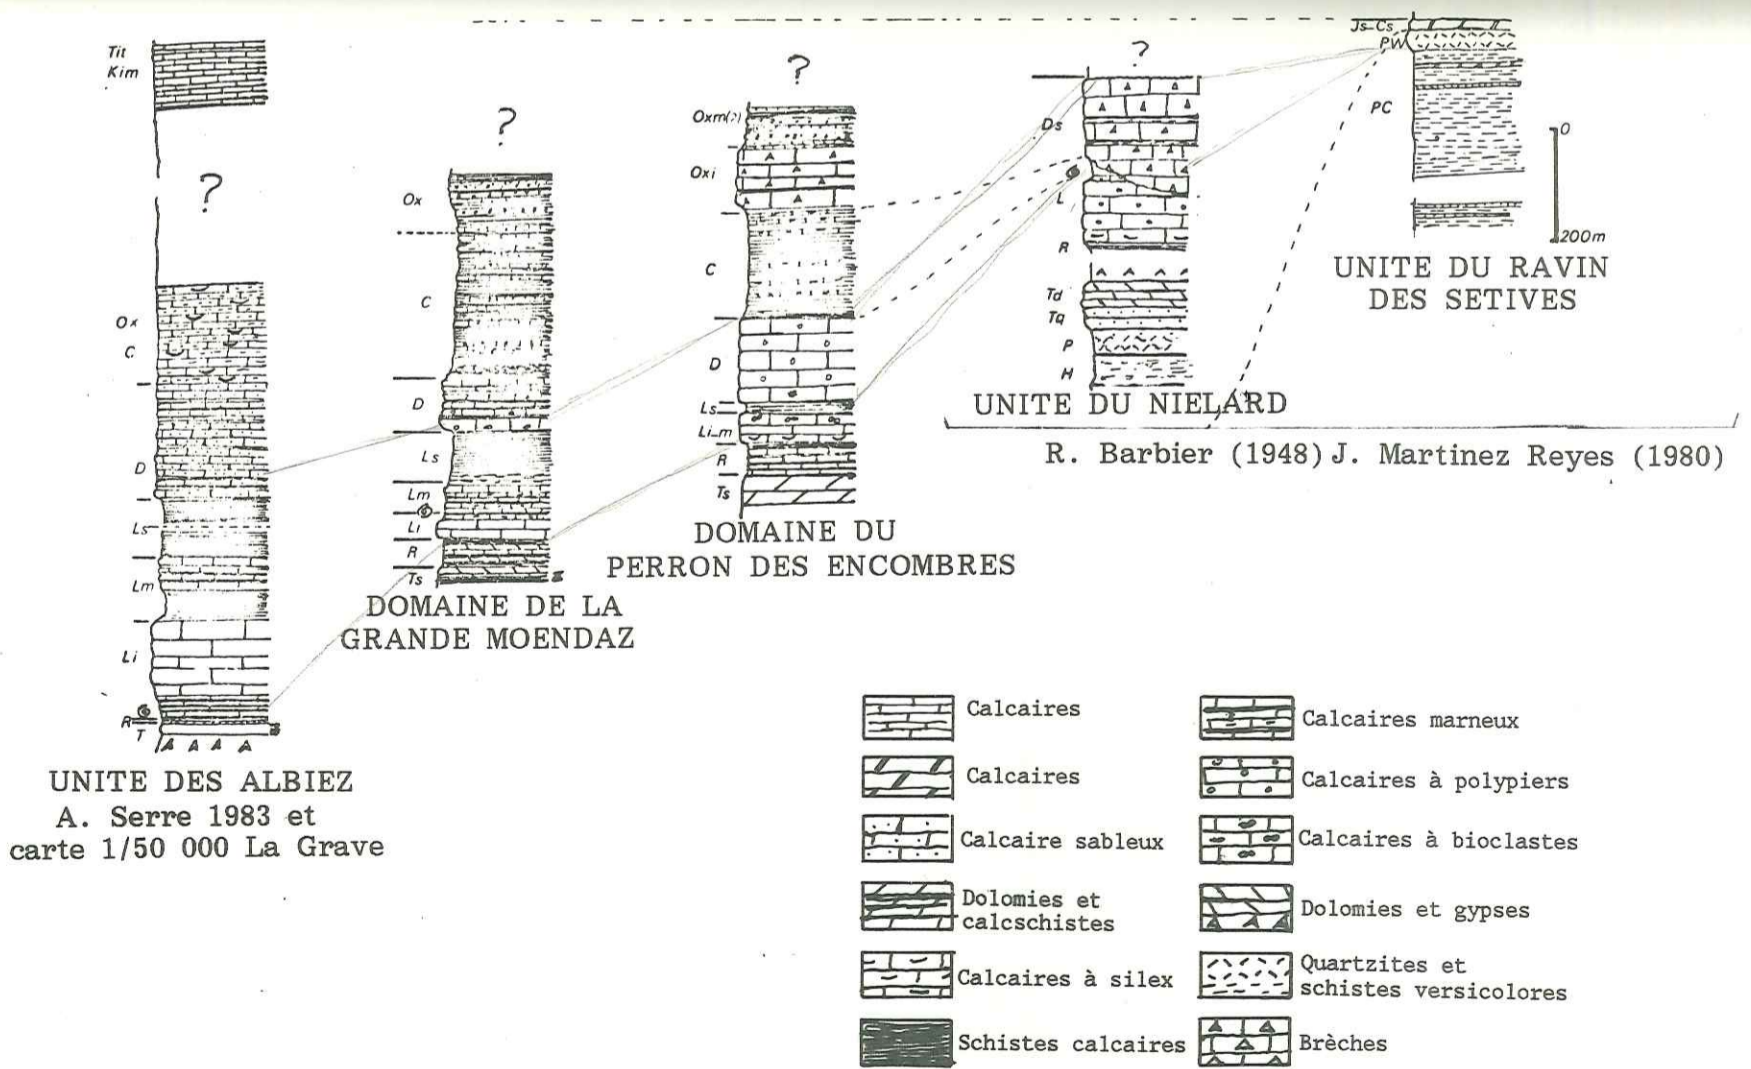 Tit
Kim
?
Ox
C
D
Ls
Lm
Li
R
T
UNITE DES ALBIEZ
A. Serre 1983 et
carte 1/50 000 La Grave
?
Ox
C
D
Ls
Lm
Li
R
Ts
DOMAINE DE LA
GRANDE MOENDAZ
?
Oxm(?)
Oxi
C
D
Ls
Li-m
R
Ts
DOMAINE DU
PERRON DES ENCOMBRES
?
Ds
L
R
Td
Tq
P
H
UNITE DU NIELARD
Js-Cs
PW
PC
0
200m
UNITE DU RAVIN
DES SETIVES
R. Barbier (1948) J. Martinez Reyes (1980)
Calcaires
Calcaires
Calcaire sableux
Dolomies et
calcschistes
Calcaires à silex
Schistes calcaires
Calcaires marneux
Calcaires à polypiers
Calcaires à bioclastes
Dolomies et gypses
Quartzites et
schistes versicolores
Brèches